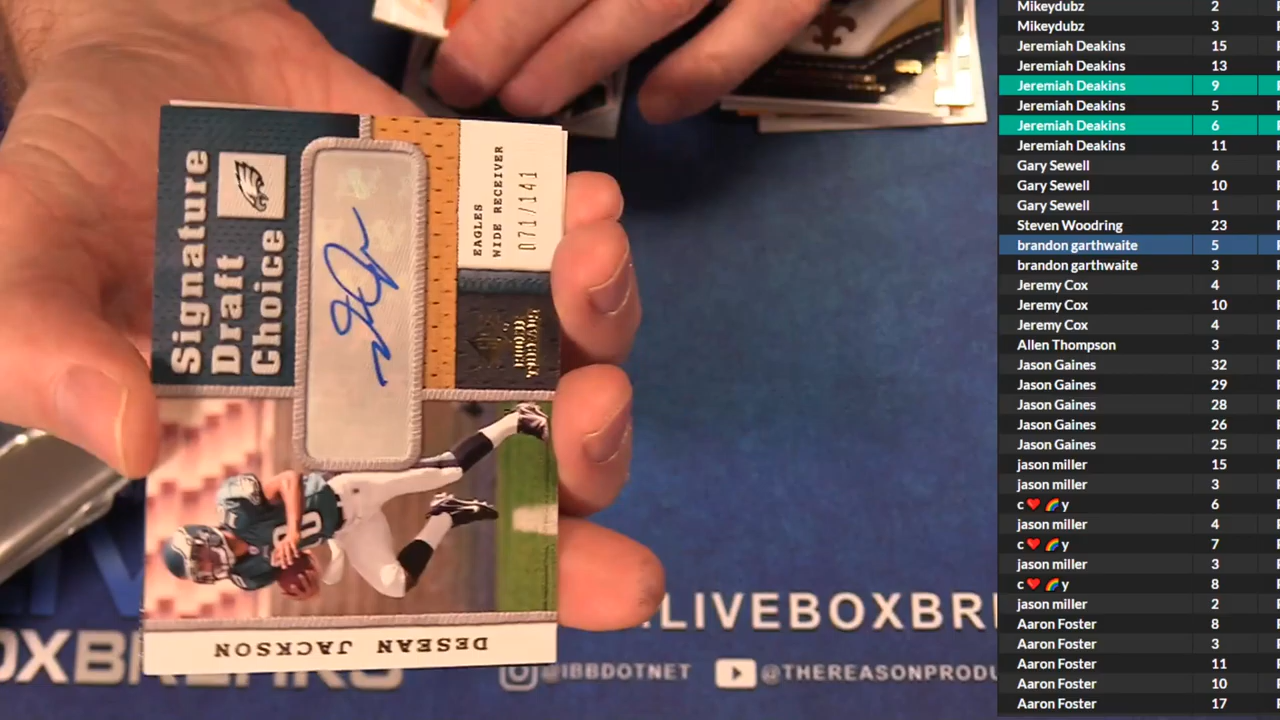 Signature
Draft
Choice
EAGLES
WIDE RECEIVER
071/141
DESEAN JACKSON
OXB
LIVEBOXBR
@IBBDOTNET
@THEREASONPRODU
Mikeydubz 2
Mikeydubz 3
Jeremiah Deakins 15
Jeremiah Deakins 13
Jeremiah Deakins 9
Jeremiah Deakins 5
Jeremiah Deakins 6
Jeremiah Deakins 11
Gary Sewell 6
Gary Sewell 10
Gary Sewell 1
Steven Woodring 23
brandon garthwaite 5
brandon garthwaite 3
Jeremy Cox 4
Jeremy Cox 10
Jeremy Cox 4
Allen Thompson 3
Jason Gaines 32
Jason Gaines 29
Jason Gaines 28
Jason Gaines 26
Jason Gaines 25
jason miller 15
jason miller 3
c ❤️ 🌈 y 6
jason miller 4
c ❤️ 🌈 y 7
jason miller 3
c ❤️ 🌈 y 8
jason miller 2
Aaron Foster 8
Aaron Foster 3
Aaron Foster 11
Aaron Foster 10
Aaron Foster 17